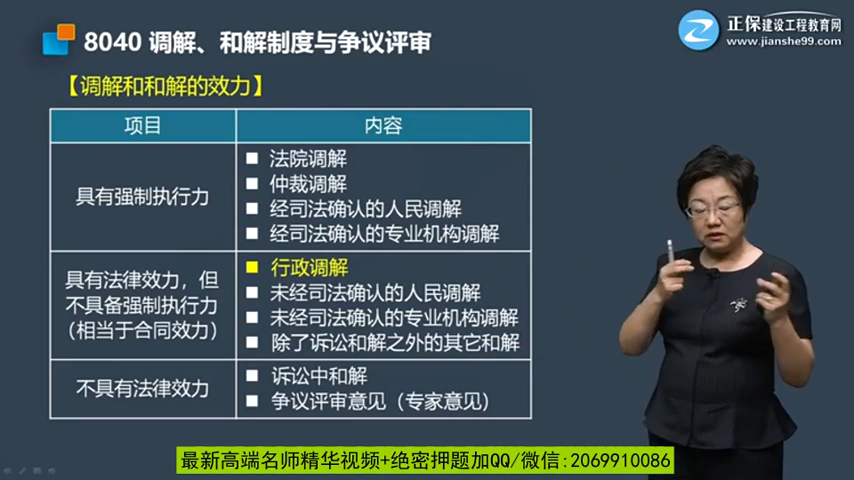 8040 调解、和解制度与争议评审
正保建设工程教育网
www.jianshe99.com
【调解和和解的效力】
项目
内容
具有强制执行力
法院调解
仲裁调解
经司法确认的人民调解
经司法确认的专业机构调解
具有法律效力，但
不具备强制执行力
（相当于合同效力）
行政调解
未经司法确认的人民调解
未经司法确认的专业机构调解
除了诉讼和解之外的其它和解
不具有法律效力
诉讼中和解
争议评审意见（专家意见）
最新高端名师精华视频+绝密押题加QQ/微信:2069910086